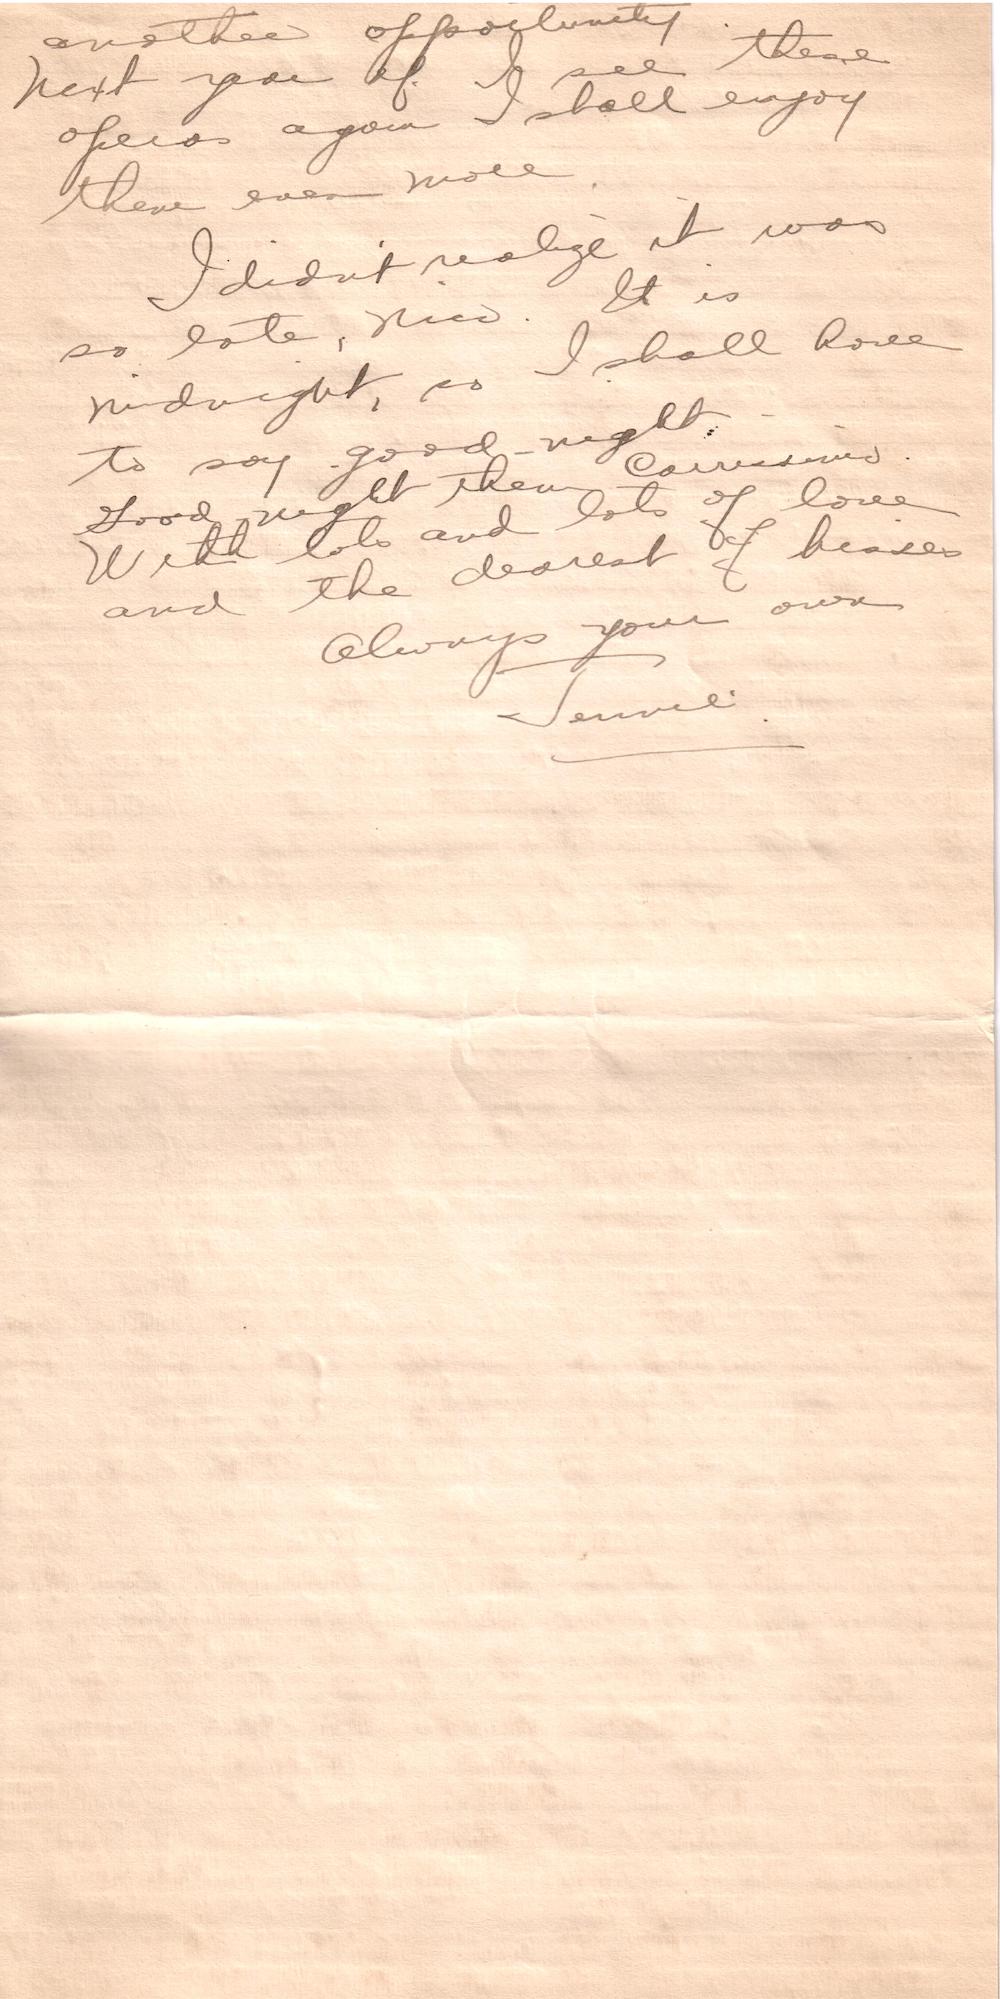 another opportunity.
Next year if I see these
operas again I shall enjoy
them even more.
I didn't realize it was
so late, Nico. It is
midnight, so I shall have
to say good-night.
Good night then Carissimo.
With lots and lots of love
and the dearest of kisses
Always your own
Jennie.